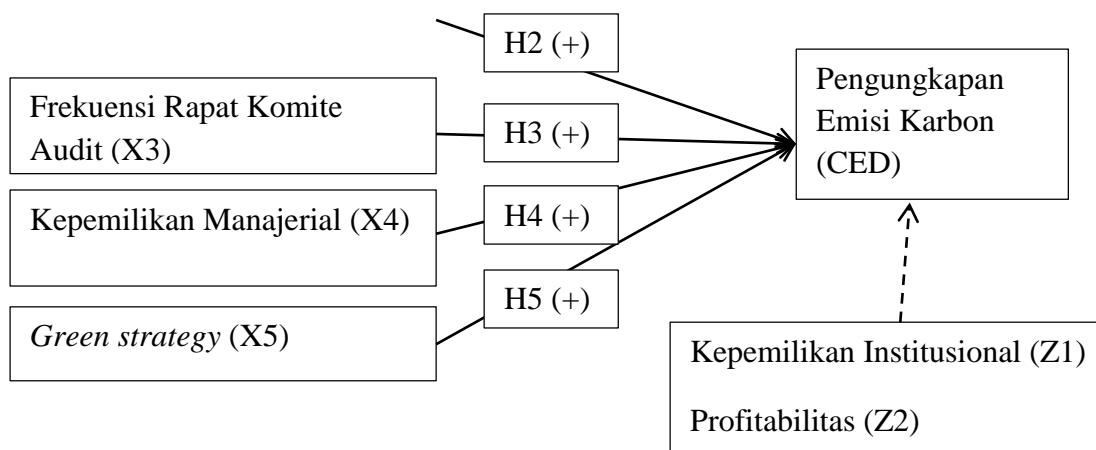 H2 (+)
Frekuensi Rapat Komite
Audit (X3)
H3 (+)
Pengungkapan
Emisi Karbon
(CED)
Kepemilikan Manajerial (X4)
H4 (+)
Green strategy (X5)
H5 (+)
Kepemilikan Institusional (Z1)
Profitabilitas (Z2)